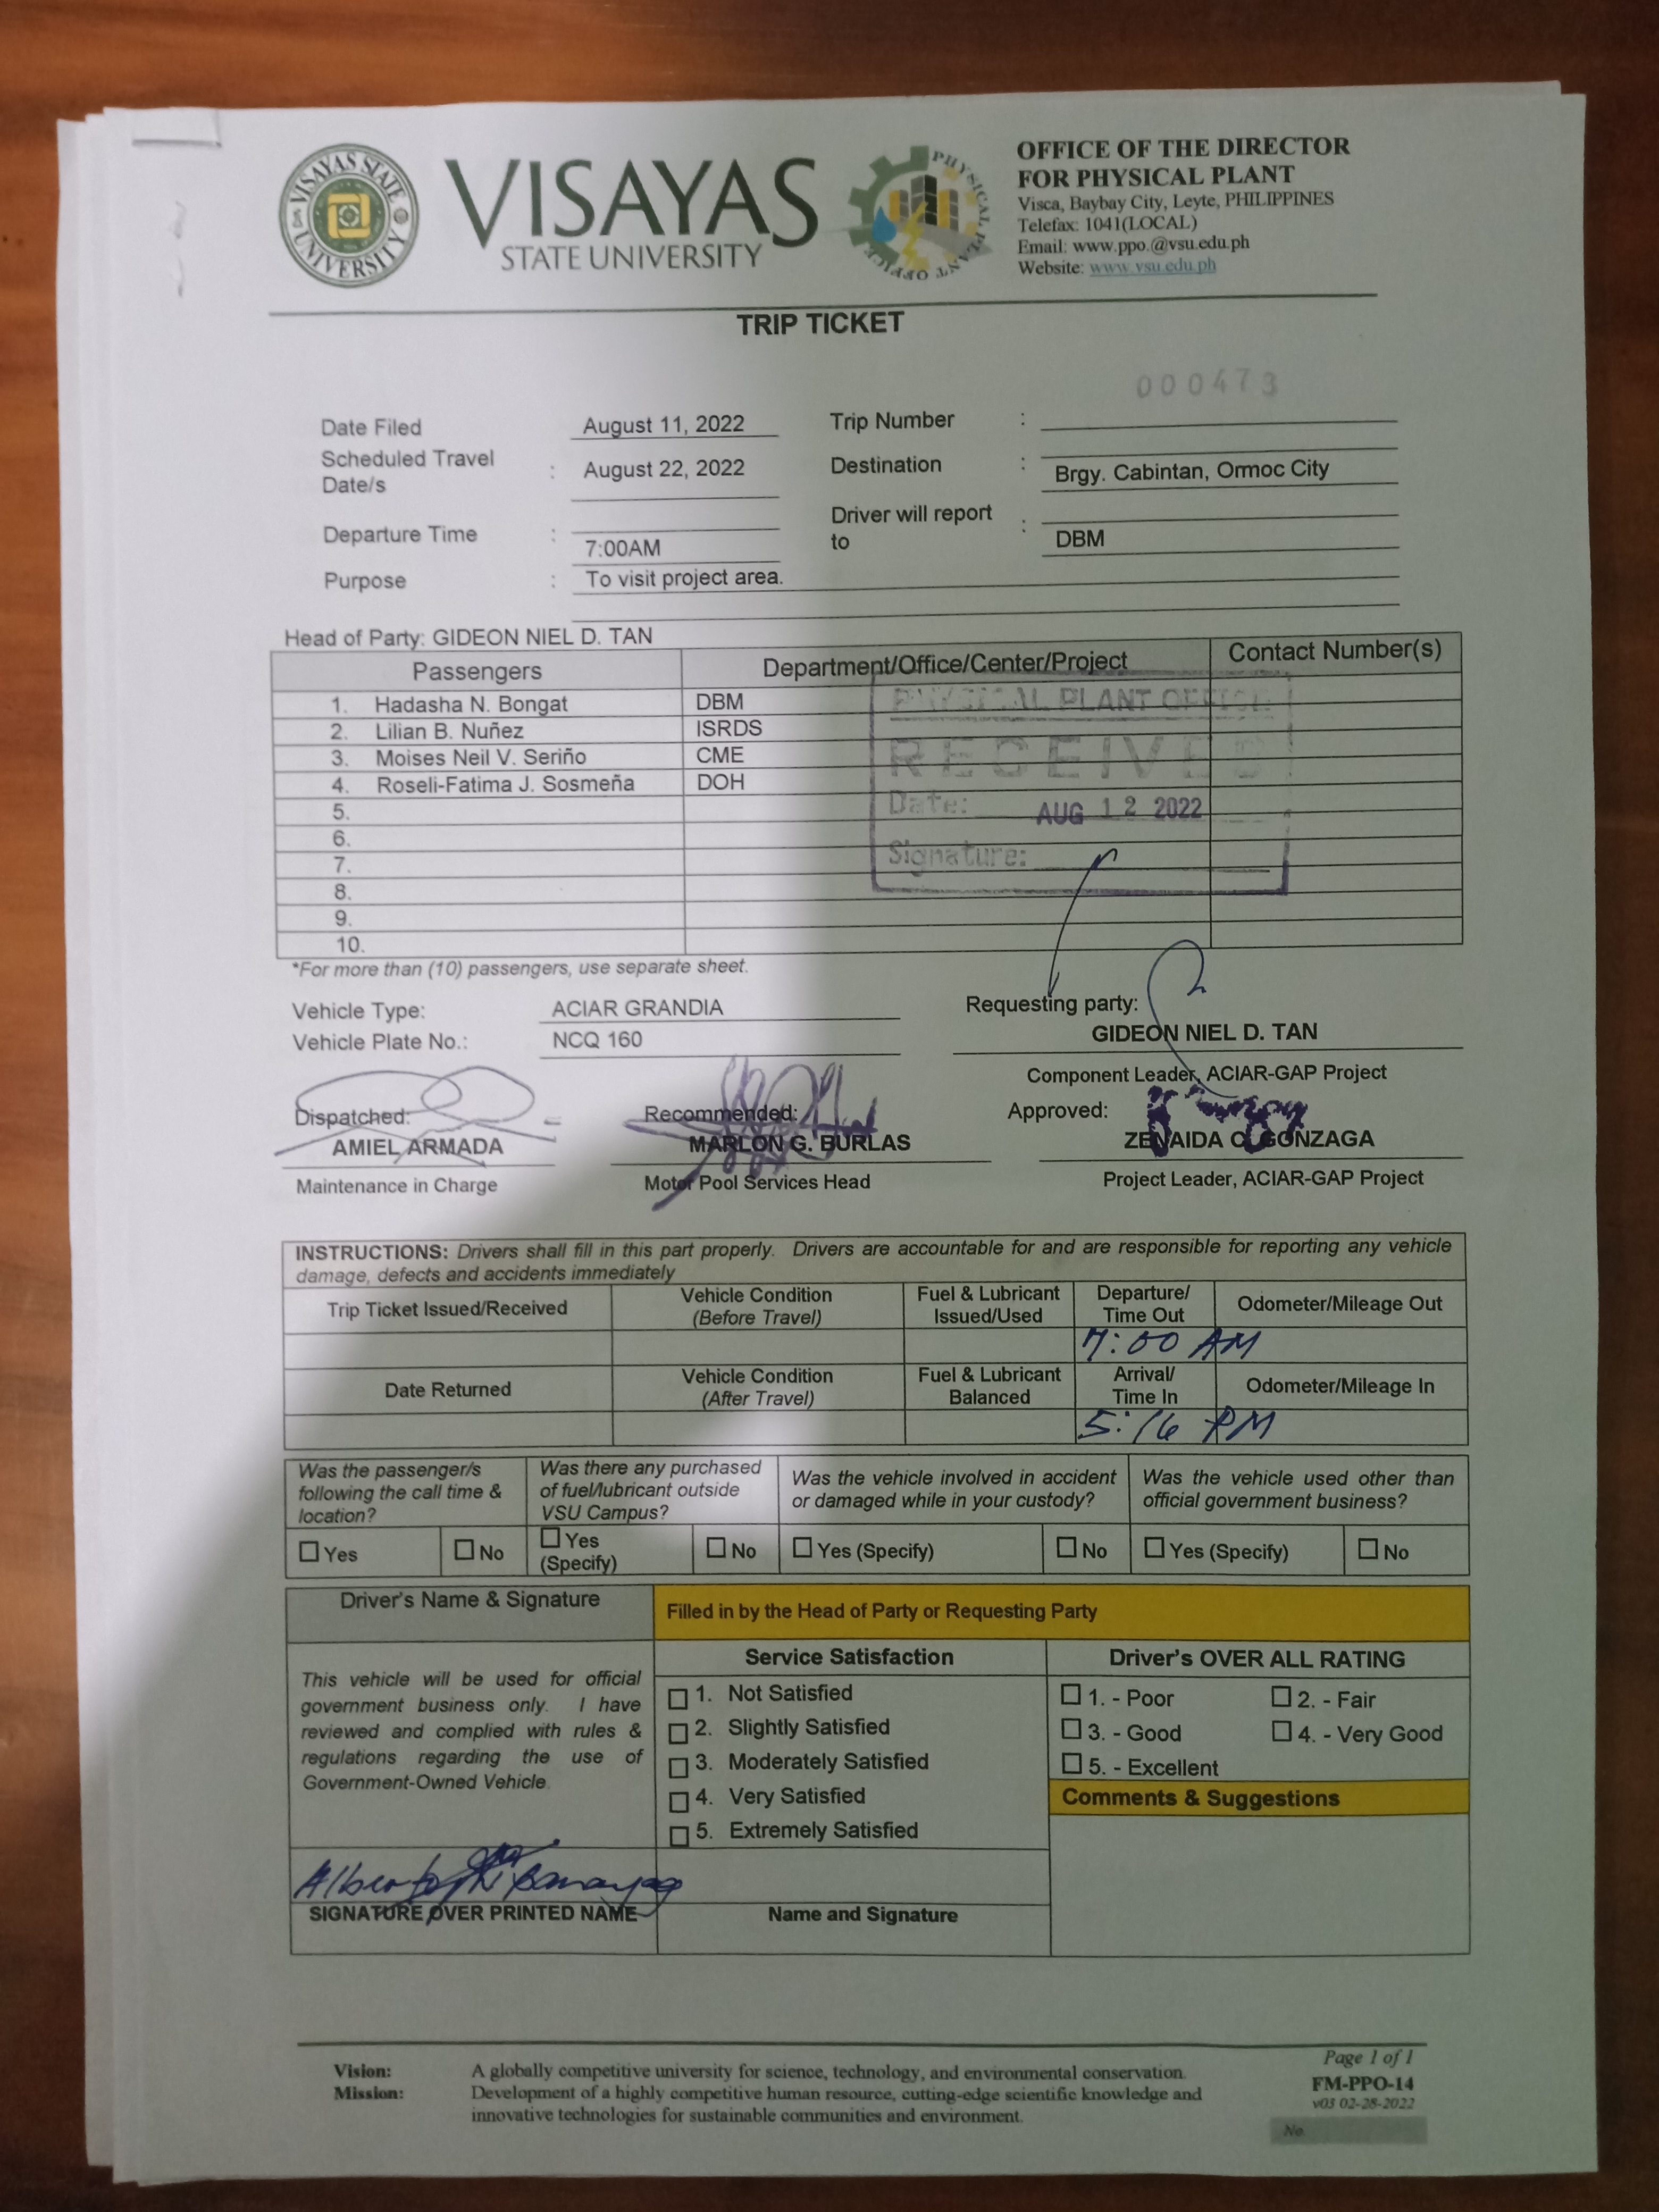 VISAYAS STATE UNIVERSITY
VISAYAS
STATE UNIVERSITY
PHYSICAL PLANT OFFICE
OFFICE OF THE DIRECTOR
FOR PHYSICAL PLANT
Visca, Baybay City, Leyte, PHILIPPINES
Telefax: 1041(LOCAL)
Email: www.ppo.@vsu.edu.ph
Website: www.vsu.edu.ph
TRIP TICKET
000473
Date Filed August 11, 2022 Trip Number :
Scheduled Travel Date/s : August 22, 2022 Destination : Brgy. Cabintan, Ormoc City
Departure Time : 7:00AM Driver will report to : DBM
Purpose : To visit project area.
Head of Party: GIDEON NIEL D. TAN
Passengers Department/Office/Center/Project Contact Number(s)
1. Hadasha N. Bongat DBM
2. Lilian B. Nuñez ISRDS
3. Moises Neil V. Seriño CME
4. Roseli-Fatima J. Sosmeña DOH
5.
6.
7.
8.
9.
10.
PHYSICAL PLANT OFFICE
RECEIVED
Date: AUG 12 2022
Signature:
*For more than (10) passengers, use separate sheet.
Vehicle Type: ACIAR GRANDIA Requesting party:
Vehicle Plate No.: NCQ 160 GIDEON NIEL D. TAN
Component Leader, ACIAR-GAP Project
Dispatched: Recommended: Approved:
AMIEL ARMADA MARLON G. BURLAS ZENAIDA C. GONZAGA
Maintenance in Charge Motor Pool Services Head Project Leader, ACIAR-GAP Project
INSTRUCTIONS: Drivers shall fill in this part properly. Drivers are accountable for and are responsible for reporting any vehicle
damage, defects and accidents immediately
Trip Ticket Issued/Received Vehicle Condition (Before Travel) Fuel & Lubricant Issued/Used Departure/ Time Out Odometer/Mileage Out
7:00 AM
Date Returned Vehicle Condition (After Travel) Fuel & Lubricant Balanced Arrival/ Time In Odometer/Mileage In
5:16 PM
Was the passenger/s following the call time & location? Was there any purchased of fuel/lubricant outside VSU Campus? Was the vehicle involved in accident or damaged while in your custody? Was the vehicle used other than official government business?
Yes No Yes (Specify) No Yes (Specify) No Yes (Specify) No
Driver's Name & Signature Filled in by the Head of Party or Requesting Party
This vehicle will be used for official
government business only. I have
reviewed and complied with rules &
regulations regarding the use of
Government-Owned Vehicle.
Service Satisfaction
1. Not Satisfied
2. Slightly Satisfied
3. Moderately Satisfied
4. Very Satisfied
5. Extremely Satisfied
Driver's OVER ALL RATING
1. - Poor 2. - Fair
3. - Good 4. - Very Good
5. - Excellent
Comments & Suggestions
SIGNATURE OVER PRINTED NAME Name and Signature
Vision: A globally competitive university for science, technology, and environmental conservation.
Mission: Development of a highly competitive human resource, cutting-edge scientific knowledge and
innovative technologies for sustainable communities and environment.
Page 1 of 1
FM-PPO-14
v03 02-28-2022
No.